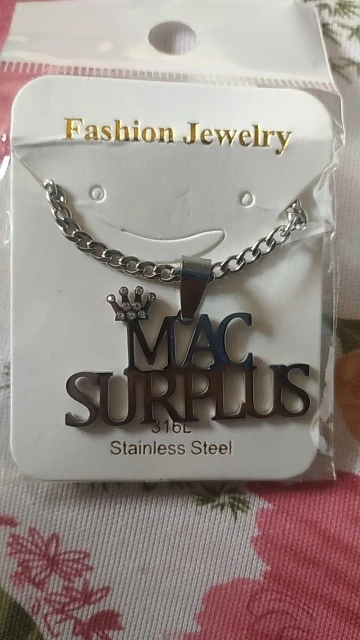 Fashion Jewelry
MAC
SURPLUS
316L
Stainless Steel